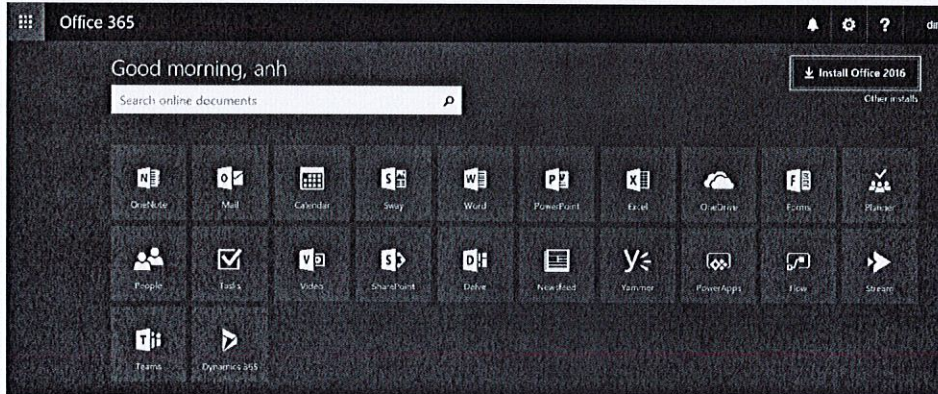 Office 365
Good morning, anh
Install Office 2016
Search online documents
Other installs
OneNote Mail Calendar Sway Word PowerPoint Excel OneDrive Forms Planner
People Tasks Video SharePoint Delve Newsfeed Yammer PowerApps Flow Stream
Teams Dynamics 365